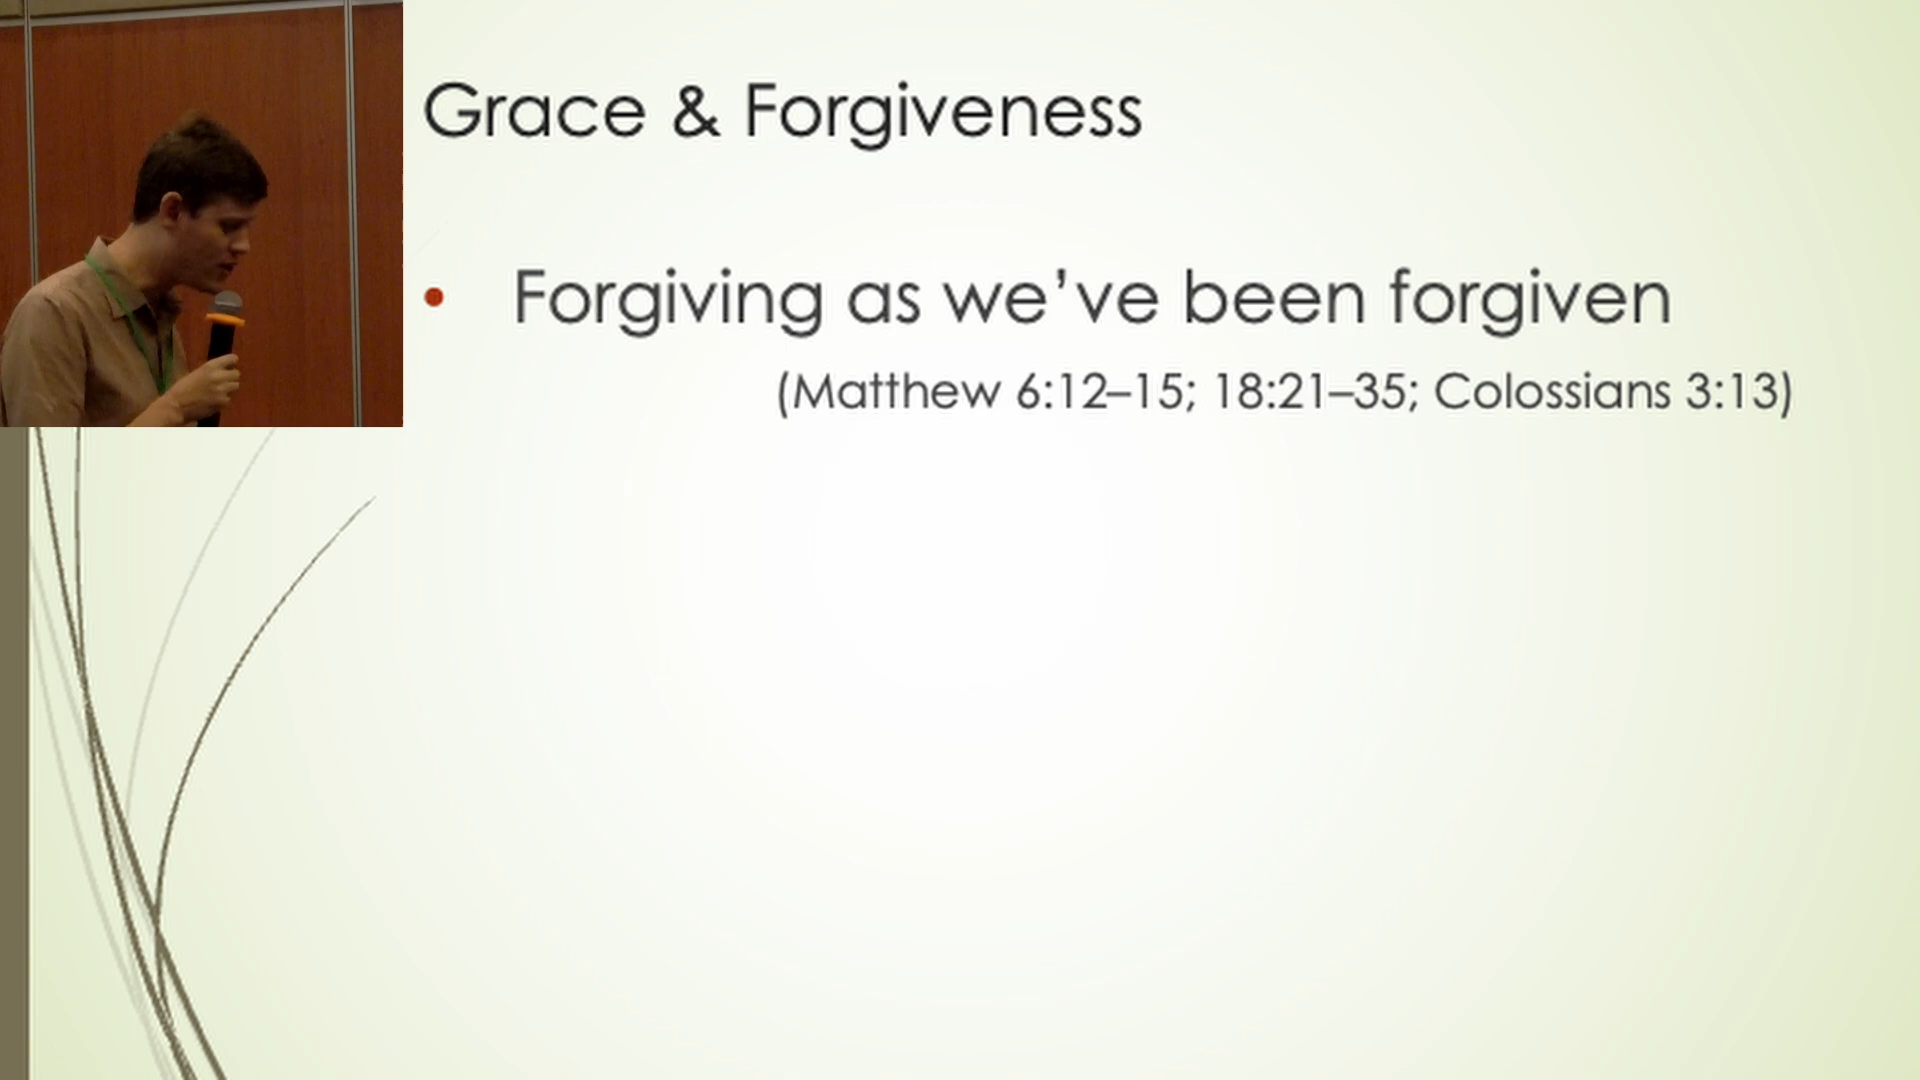 Grace & Forgiveness
• Forgiving as we’ve been forgiven
(Matthew 6:12–15; 18:21–35; Colossians 3:13)